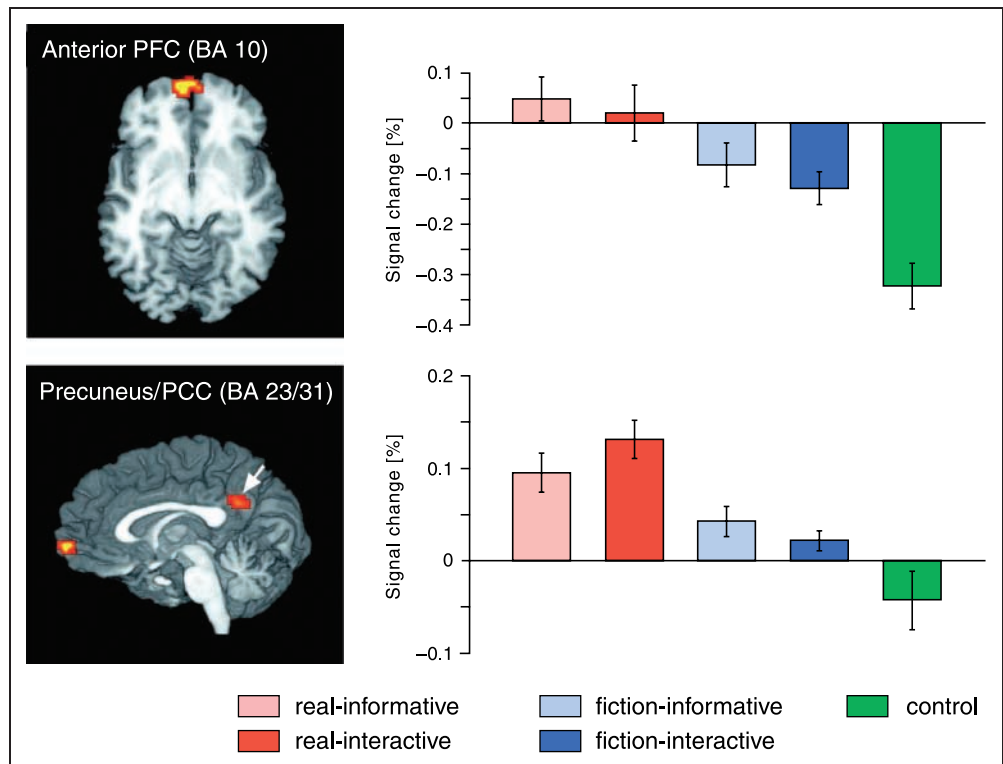 Anterior PFC (BA 10)
Signal change [%]
0.1
0
−0.1
−0.2
−0.3
−0.4
Precuneus/PCC (BA 23/31)
Signal change [%]
0.2
0.1
0
−0.1
real-informative
fiction-informative
control
real-interactive
fiction-interactive